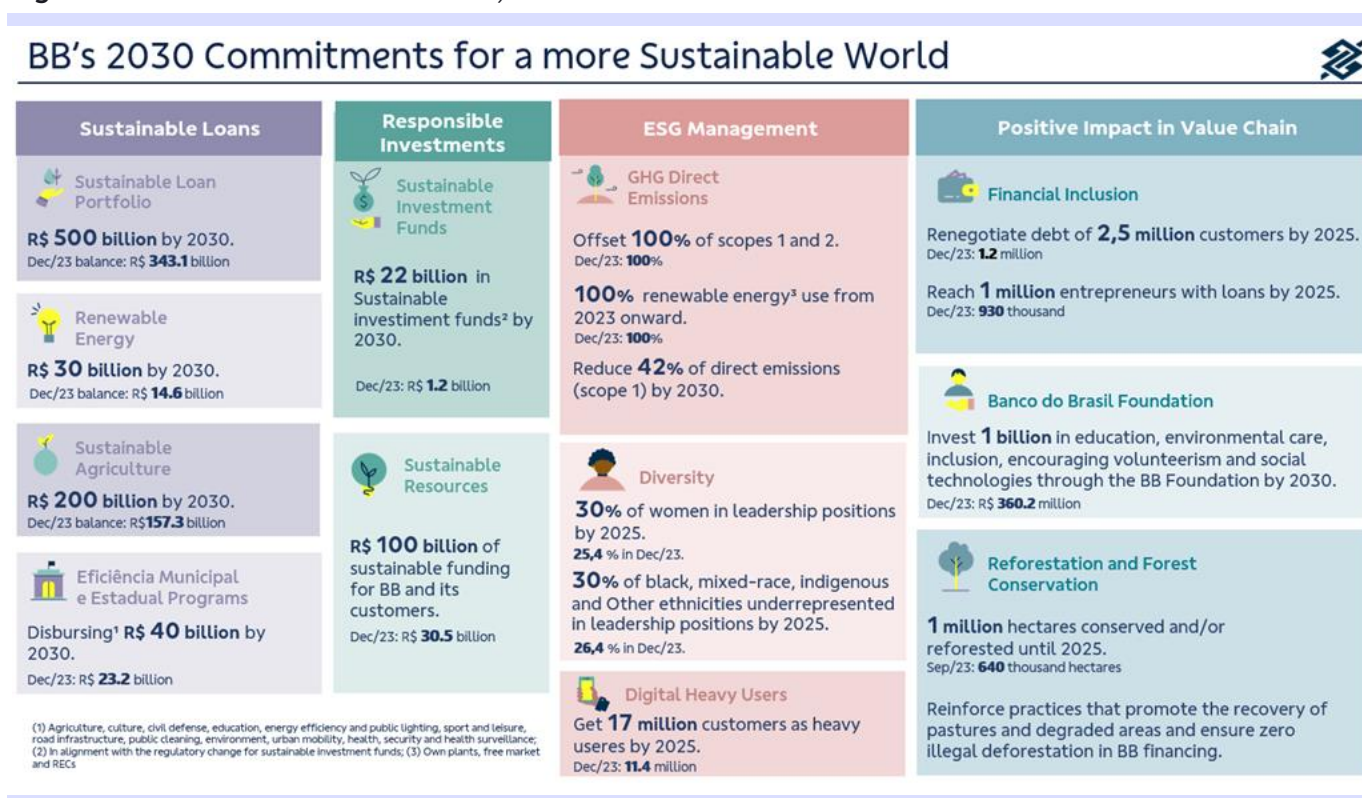 BB's 2030 Commitments for a more Sustainable World
Sustainable Loans
Sustainable Loan
Portfolio
R$ 500 billion by 2030.
Dec/23 balance: R$ 343.1 billion
Renewable
Energy
R$ 30 billion by 2030.
Dec/23 balance: R$ 14.6 billion
Sustainable
Agriculture
R$ 200 billion by 2030.
Dec/23 balance: R$157.3 billion
Eficiência Municipal
e Estadual Programs
Disbursing¹ R$ 40 billion by
2030.
Dec/23: R$ 23.2 billion
Responsible
Investments
Sustainable
Investment
Funds
R$ 22 billion in
Sustainable
investiment funds² by
2030.
Dec/23: R$ 1.2 billion
Sustainable
Resources
R$ 100 billion of
sustainable funding
for BB and its
customers.
Dec/23: R$ 30.5 billion
ESG Management
GHG Direct
Emissions
Offset 100% of scopes 1 and 2.
Dec/23: 100%
100% renewable energy³ use from
2023 onward.
Dec/23: 100%
Reduce 42% of direct emissions
(scope 1) by 2030.
Diversity
30% of women in leadership positions
by 2025.
25,4 % in Dec/23.
30% of black, mixed-race, indigenous
and Other ethnicities underrepresented
in leadership positions by 2025.
26,4 % in Dec/23.
Digital Heavy Users
Get 17 million customers as heavy
useres by 2025.
Dec/23: 11.4 million
Positive Impact in Value Chain
Financial Inclusion
Renegotiate debt of 2,5 million customers by 2025.
Dec/23: 1.2 million
Reach 1 million entrepreneurs with loans by 2025.
Dec/23: 930 thousand
Banco do Brasil Foundation
Invest 1 billion in education, environmental care,
inclusion, encouraging volunteerism and social
technologies through the BB Foundation by 2030.
Dec/23: R$ 360.2 million
Reforestation and Forest
Conservation
1 million hectares conserved and/or
reforested until 2025.
Sep/23: 640 thousand hectares
Reinforce practices that promote the recovery of
pastures and degraded areas and ensure zero
illegal deforestation in BB financing.
(1) Agriculture, culture, civil defense, education, energy efficiency and public lighting, sport and leisure,
road infrastructure, public cleaning, environment, urban mobility, health, security and health surveillance;
(2) In alignment with the regulatory change for sustainable investment funds; (3) Own plants, free market
and RECs